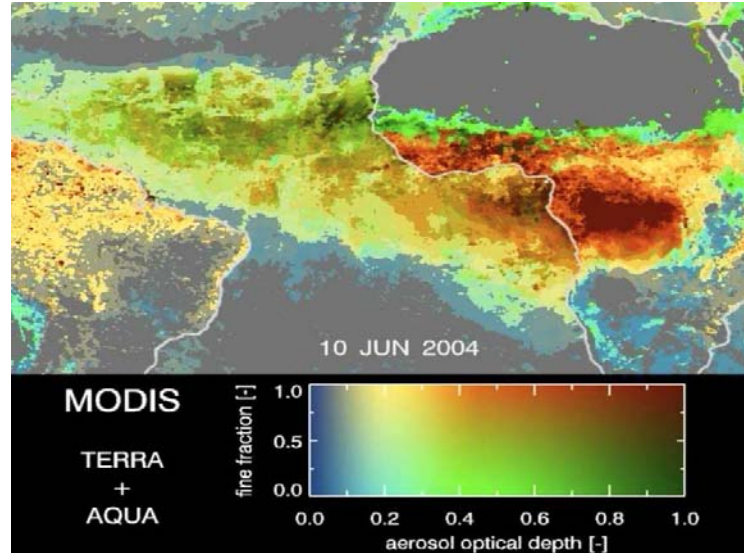 10 JUN 2004
MODIS
TERRA
+
AQUA
fine fraction [-]
1.0
0.5
0.0
0.0 0.2 0.4 0.6 0.8 1.0
aerosol optical depth [-]